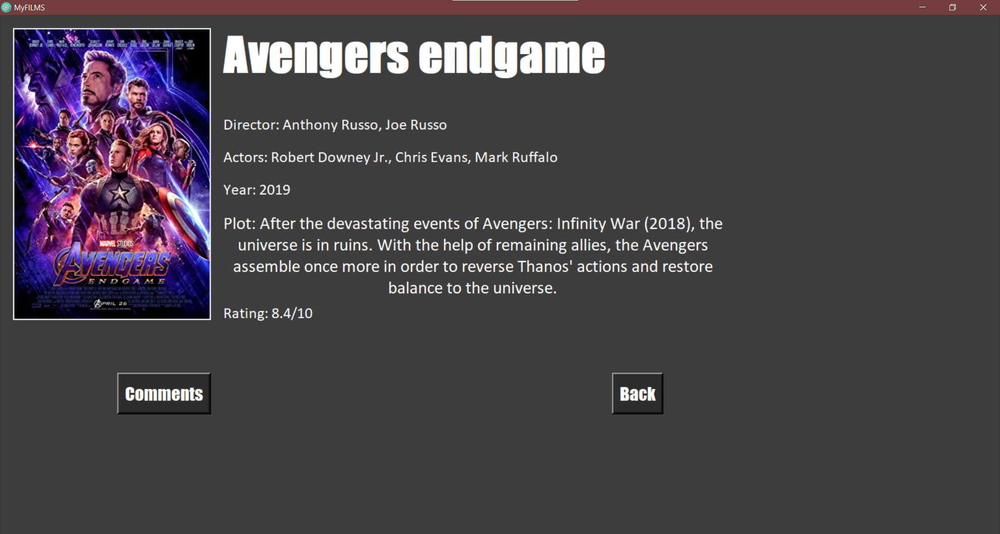 MyFILMS
Avengers endgame
Director: Anthony Russo, Joe Russo
Actors: Robert Downey Jr., Chris Evans, Mark Ruffalo
Year: 2019
Plot: After the devastating events of Avengers: Infinity War (2018), the
universe is in ruins. With the help of remaining allies, the Avengers
assemble once more in order to reverse Thanos' actions and restore
balance to the universe.
Rating: 8.4/10
MARVEL STUDIOS
AVENGERS
ENDGAME
APRIL 26
Comments
Back